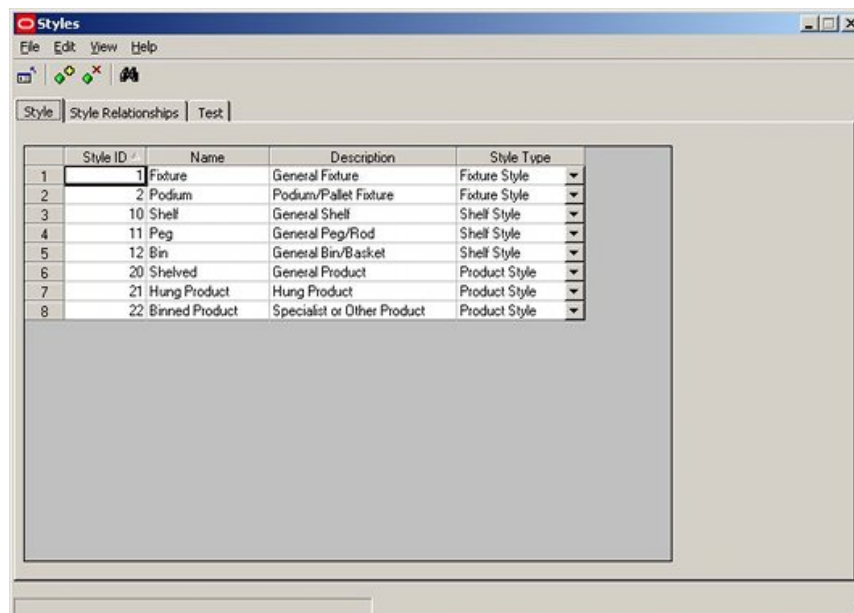 Styles
File Edit View Help
Style Style Relationships Test
Style ID Name Description Style Type
1 1 Fixture General Fixture Fixture Style
2 2 Podium Podium/Pallet Fixture Fixture Style
3 10 Shelf General Shelf Shelf Style
4 11 Peg General Peg/Rod Shelf Style
5 12 Bin General Bin/Basket Shelf Style
6 20 Shelved General Product Product Style
7 21 Hung Product Hung Product Product Style
8 22 Binned Product Specialist or Other Product Product Style